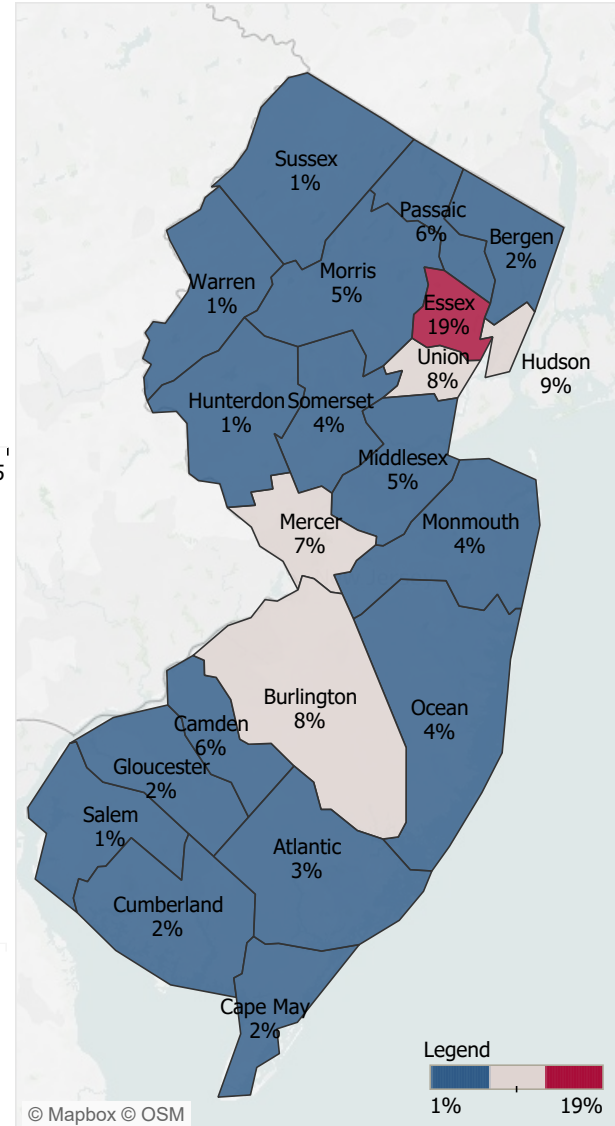 Sussex
1%
Passaic
6%
Bergen
2%
Warren
1%
Morris
5%
Essex
19%
Union
8%
Hudson
9%
Hunterdon
1%
Somerset
4%
Middlesex
5%
Mercer
7%
Monmouth
4%
Burlington
8%
Ocean
4%
Camden
6%
Gloucester
2%
Salem
1%
Atlantic
3%
Cumberland
2%
Cape May
2%
Legend
1% 19%
© Mapbox © OSM